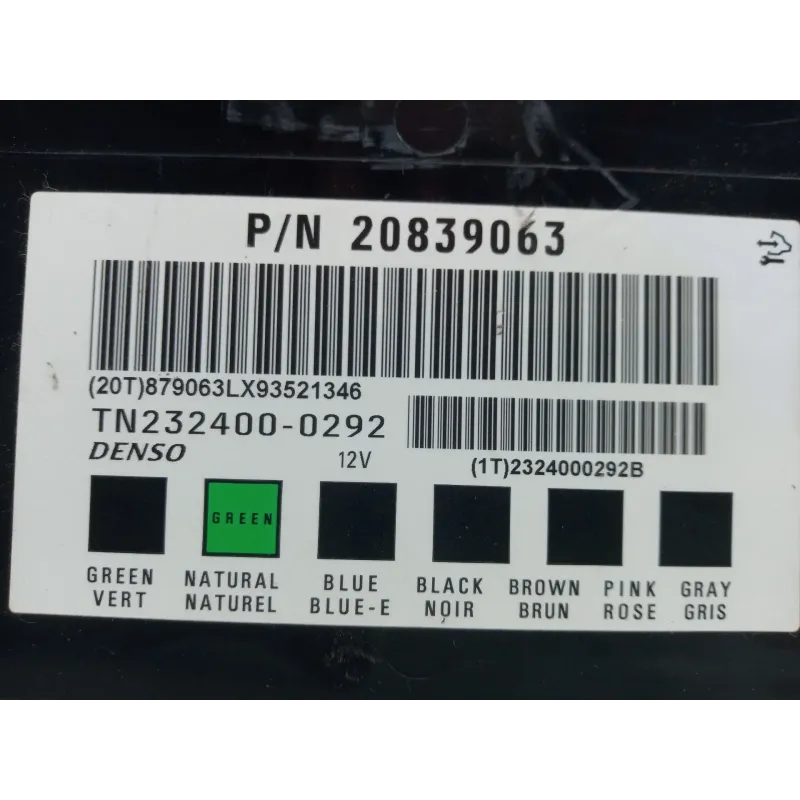 P/N 20839063
(20T)879063LX93521346
TN232400-0292
DENSO 12V
(1T)2324000292B
GREEN
GREEN NATURAL BLUE BLACK BROWN PINK GRAY
VERT NATUREL BLUE-E NOIR BRUN ROSE GRIS